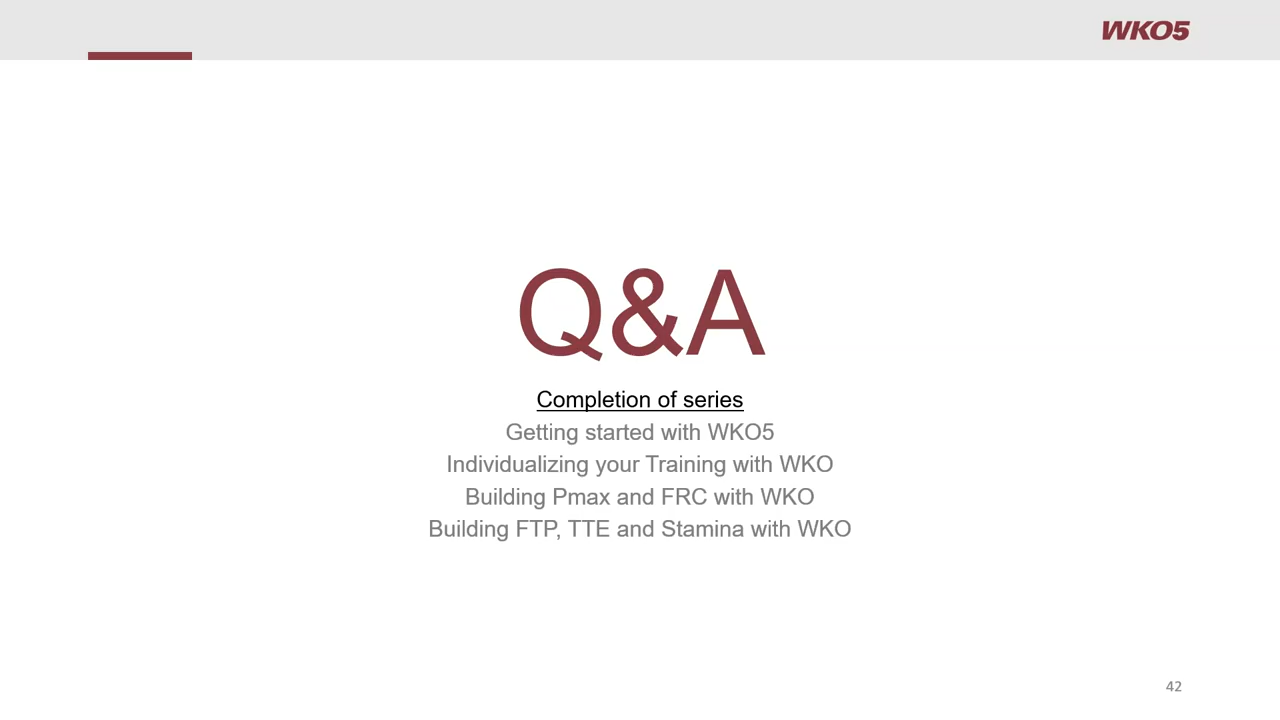 WKO5
Q&A
Completion of series
Getting started with WKO5
Individualizing your Training with WKO
Building Pmax and FRC with WKO
Building FTP, TTE and Stamina with WKO
42